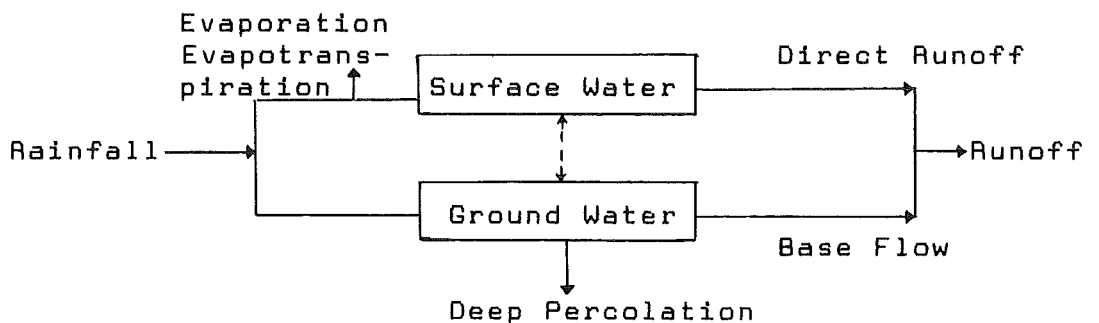 Evaporation
Evapotrans-
piration
Direct Runoff
Surface Water
Rainfall
Runoff
Ground Water
Base Flow
Deep Percolation